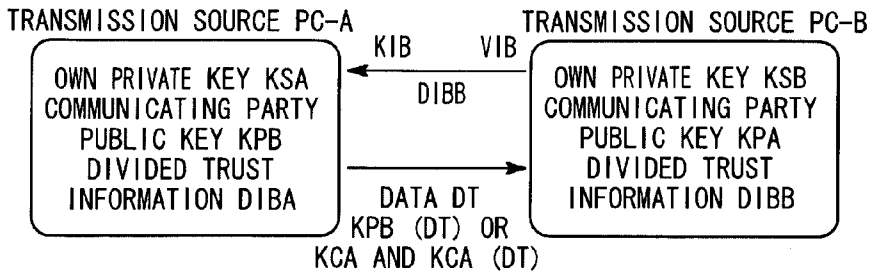 TRANSMISSION SOURCE PC-A
TRANSMISSION SOURCE PC-B
OWN PRIVATE KEY KSA
COMMUNICATING PARTY
PUBLIC KEY KPB
DIVIDED TRUST
INFORMATION DIBA
KIB VIB
DIBB
DATA DT
KPB (DT) OR
KCA AND KCA (DT)
OWN PRIVATE KEY KSB
COMMUNICATING PARTY
PUBLIC KEY KPA
DIVIDED TRUST
INFORMATION DIBB